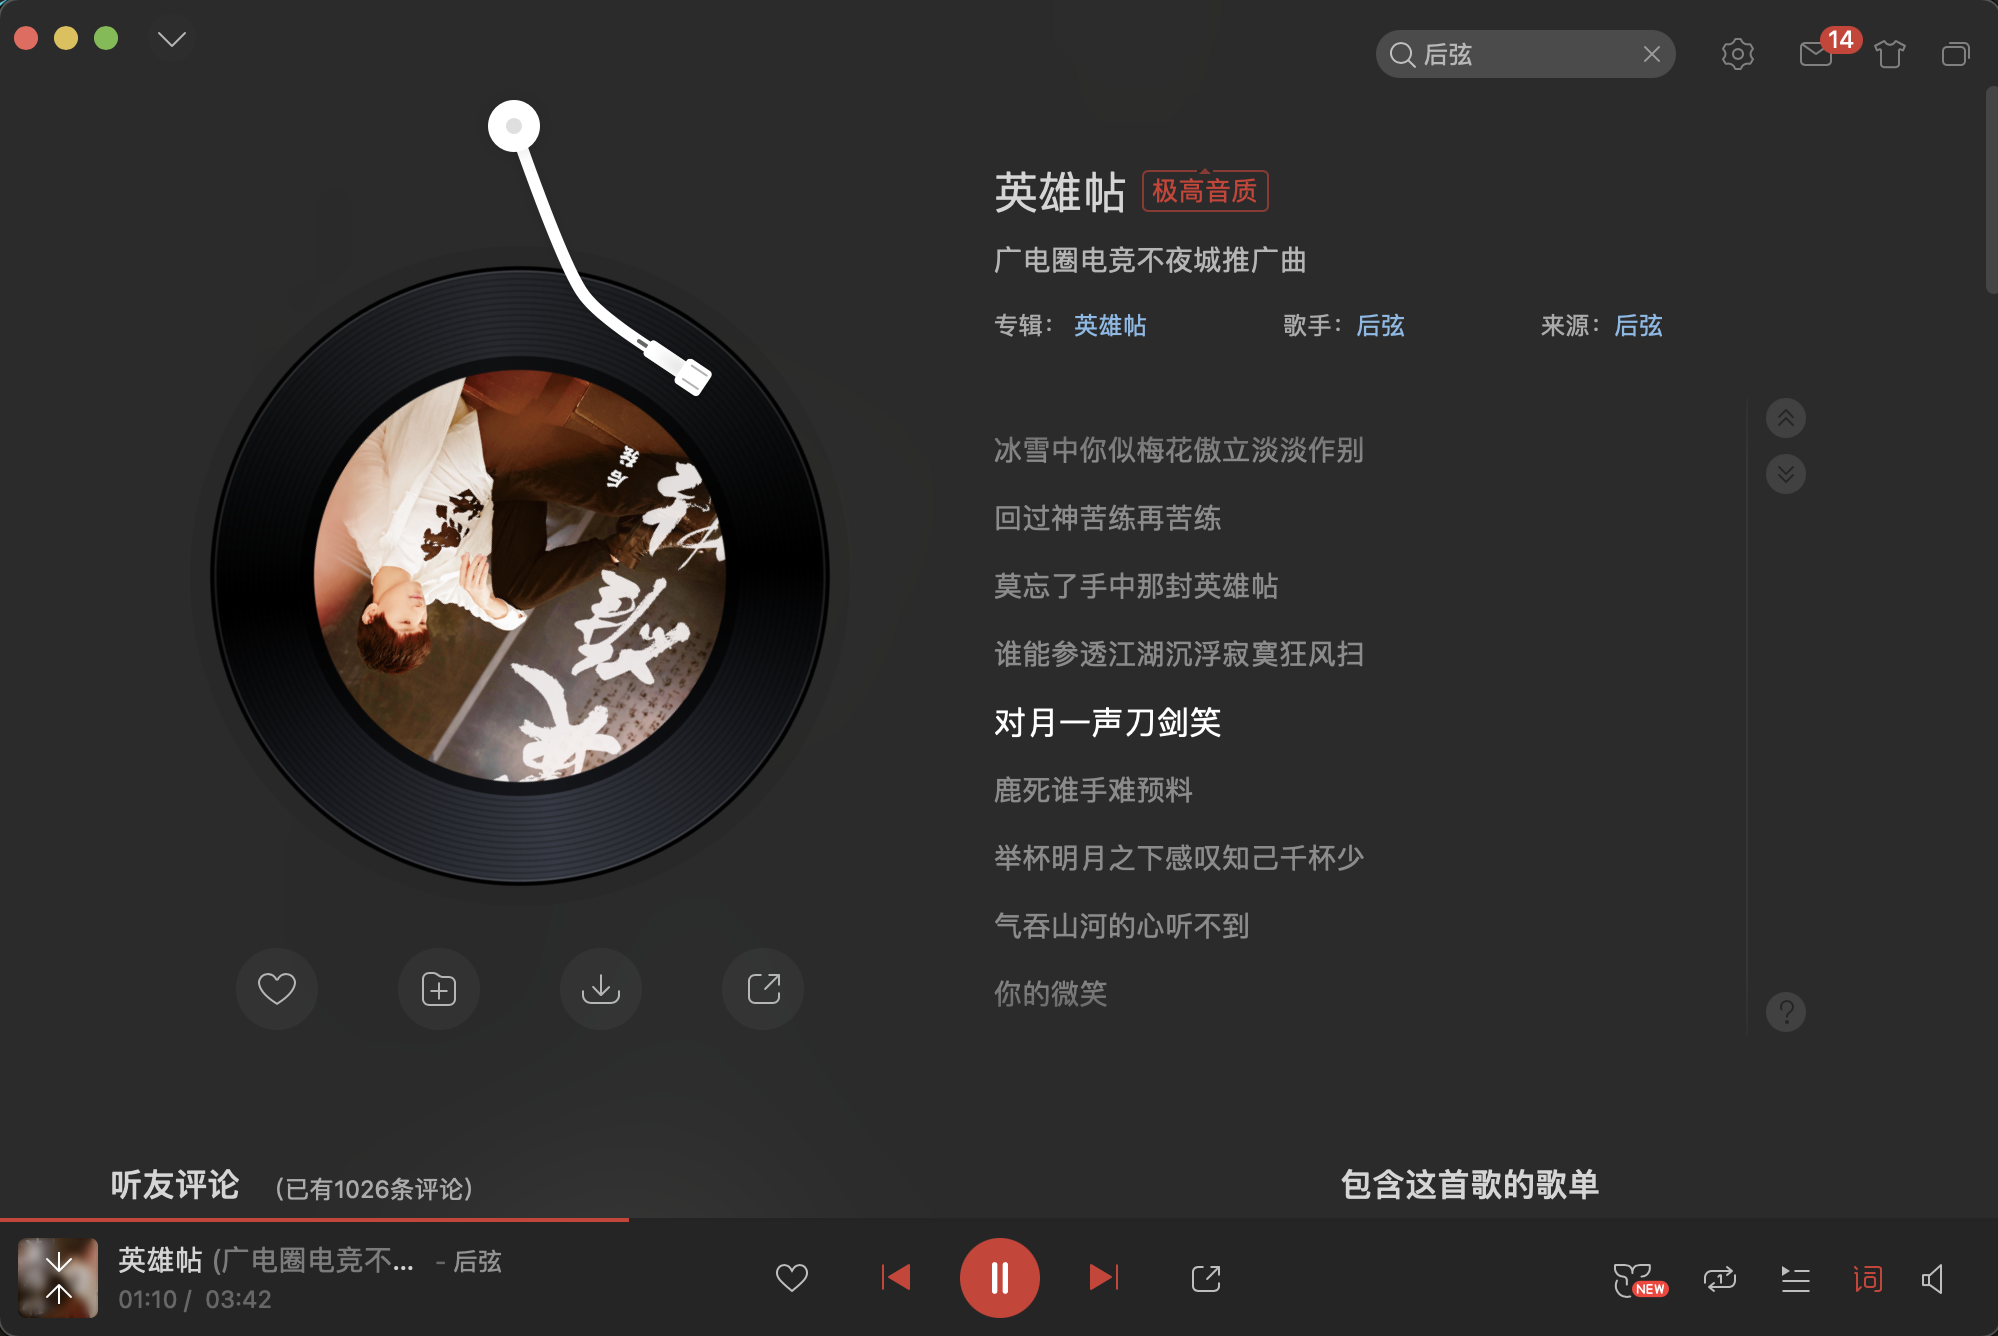 后弦
14
英雄帖 极高音质
广电圈电竞不夜城推广曲
专辑： 英雄帖 歌手： 后弦 来源： 后弦
冰雪中你似梅花傲立淡淡作别
回过神苦练再苦练
莫忘了手中那封英雄帖
谁能参透江湖沉浮寂寞狂风扫
对月一声刀剑笑
鹿死谁手难预料
举杯明月之下感叹知己千杯少
气吞山河的心听不到
你的微笑
后弦
听友评论 （已有1026条评论）
包含这首歌的歌单
英雄帖 (广电圈电竞不... - 后弦
01:10 / 03:42
1
NEW
词